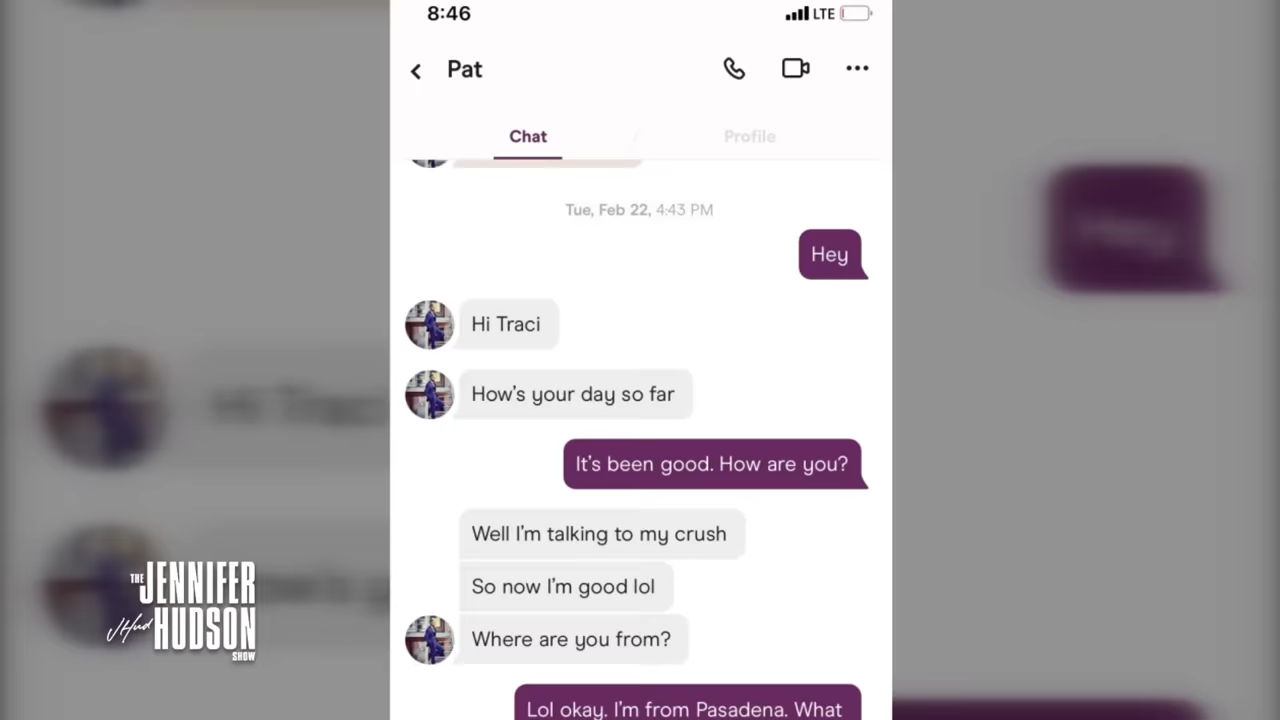 8:46
LTE
Pat
Chat
Profile
Tue, Feb 22, 4:43 PM
Hey
Hi Traci
How's your day so far
It's been good. How are you?
Well I'm talking to my crush
So now I'm good lol
Where are you from?
Lol okay. I'm from Pasadena. What
THE
JENNIFER
JHud
HUDSON
SHOW